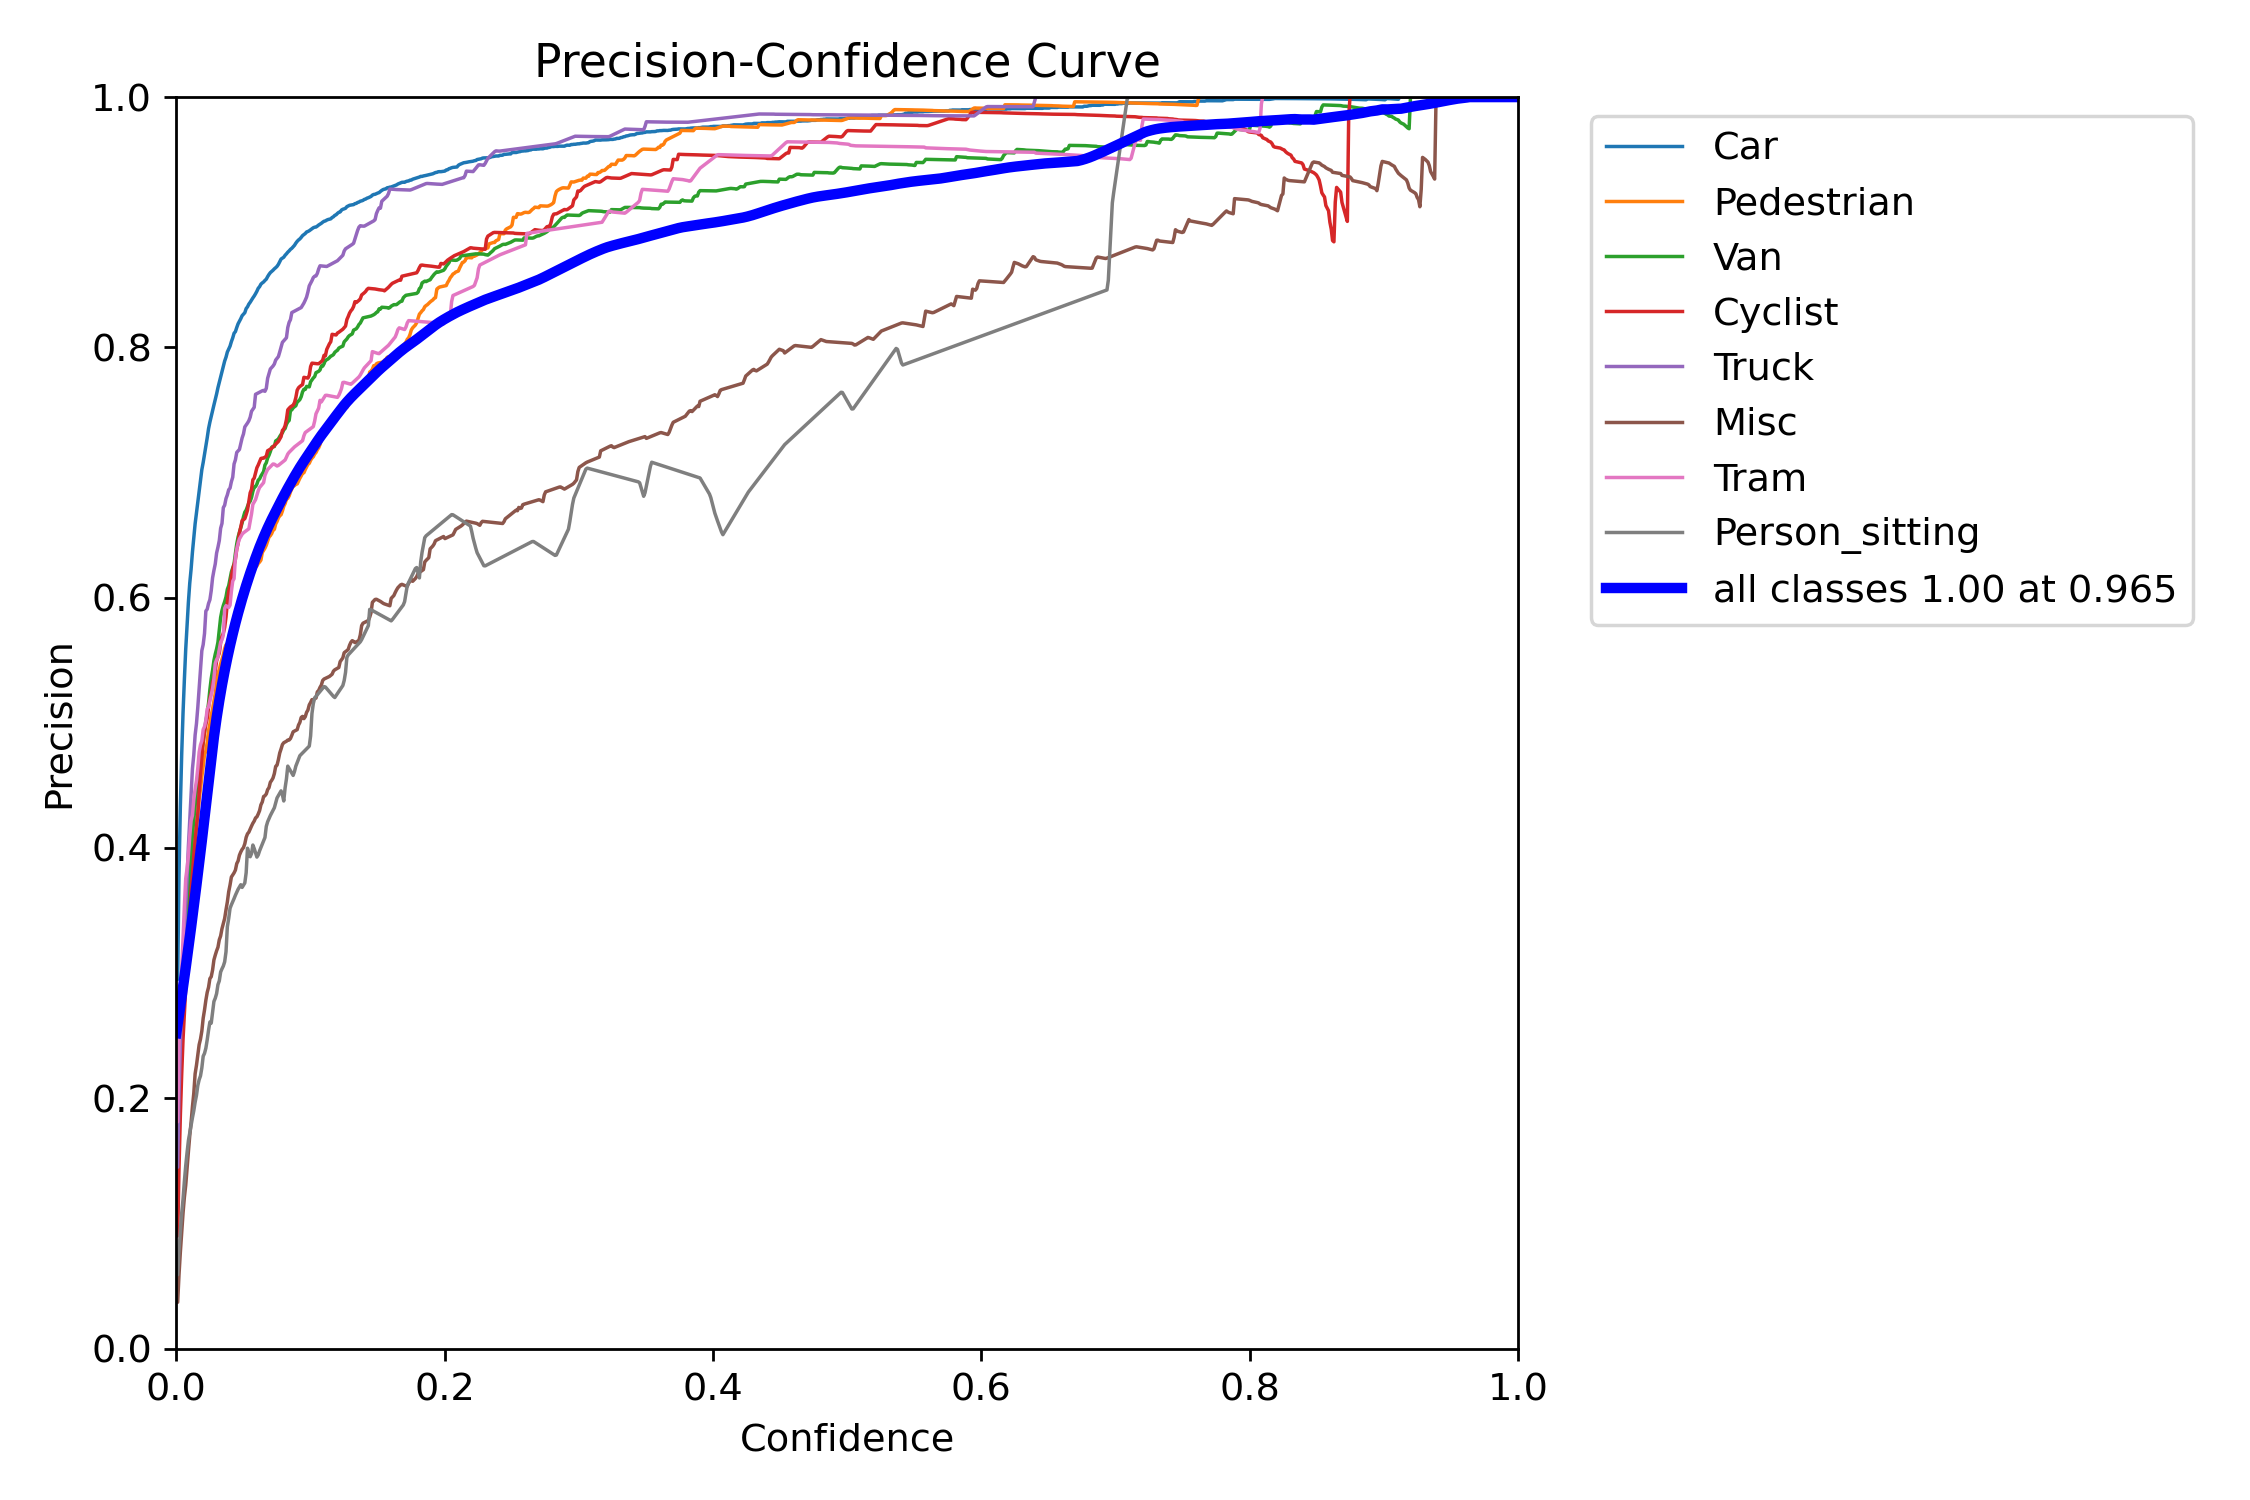 Precision-Confidence Curve
1.0
0.8
0.6
0.4
0.2
0.0
Precision
0.0 0.2 0.4 0.6 0.8 1.0
Confidence
Car
Pedestrian
Van
Cyclist
Truck
Misc
Tram
Person_sitting
all classes 1.00 at 0.965